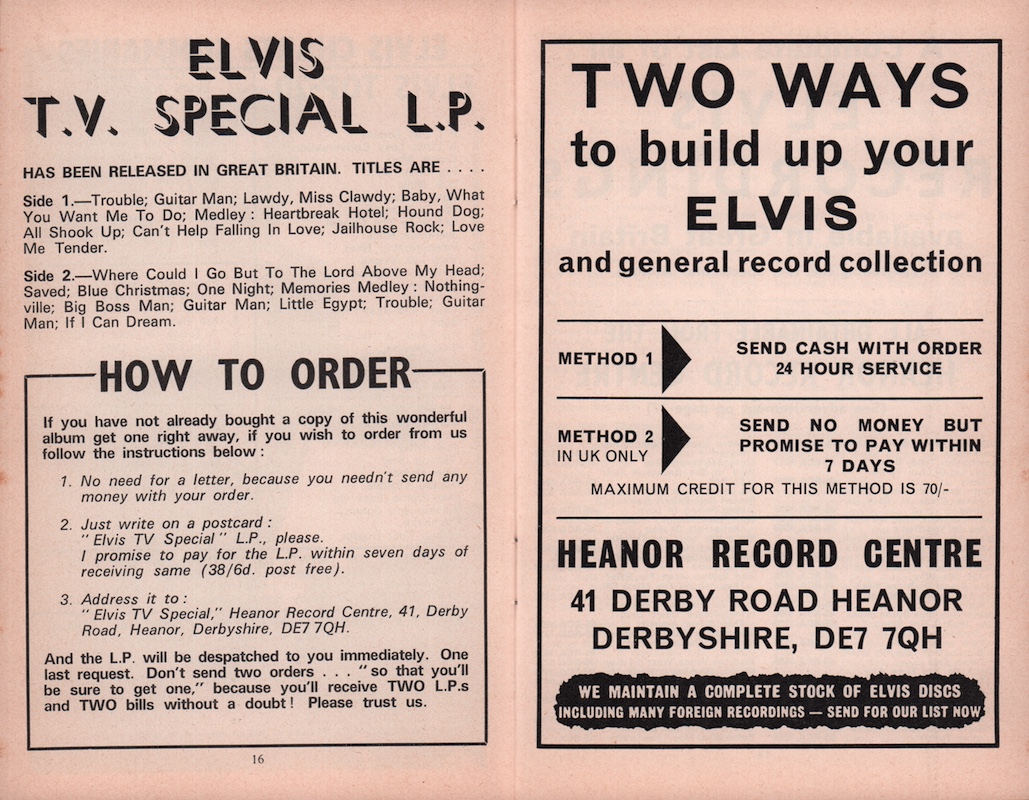 ELVIS
T.V. SPECIAL L.P.
HAS BEEN RELEASED IN GREAT BRITAIN. TITLES ARE . . . .
Side 1.—Trouble; Guitar Man; Lawdy, Miss Clawdy; Baby, What
You Want Me To Do; Medley : Heartbreak Hotel; Hound Dog;
All Shook Up; Can't Help Falling In Love; Jailhouse Rock; Love
Me Tender.
Side 2.—Where Could I Go But To The Lord Above My Head;
Saved; Blue Christmas; One Night; Memories Medley : Nothing-
ville; Big Boss Man; Guitar Man; Little Egypt; Trouble; Guitar
Man; If I Can Dream.
HOW TO ORDER
If you have not already bought a copy of this wonderful
album get one right away, if you wish to order from us
follow the instructions below :
1. No need for a letter, because you needn't send any
money with your order.
2. Just write on a postcard :
" Elvis TV Special " L.P., please.
I promise to pay for the L.P. within seven days of
receiving same (38/6d. post free).
3. Address it to :
" Elvis TV Special," Heanor Record Centre, 41, Derby
Road, Heanor, Derbyshire, DE7 7QH.
And the L.P. will be despatched to you immediately. One
last request. Don't send two orders . . . " so that you'll
be sure to get one," because you'll receive TWO L.P.s
and TWO bills without a doubt ! Please trust us.
16
TWO WAYS
to build up your
ELVIS
and general record collection
METHOD 1
SEND CASH WITH ORDER
24 HOUR SERVICE
METHOD 2
IN UK ONLY
SEND NO MONEY BUT
PROMISE TO PAY WITHIN
7 DAYS
MAXIMUM CREDIT FOR THIS METHOD IS 70/-
HEANOR RECORD CENTRE
41 DERBY ROAD HEANOR
DERBYSHIRE, DE7 7QH
WE MAINTAIN A COMPLETE STOCK OF ELVIS DISCS
INCLUDING MANY FOREIGN RECORDINGS — SEND FOR OUR LIST NOW